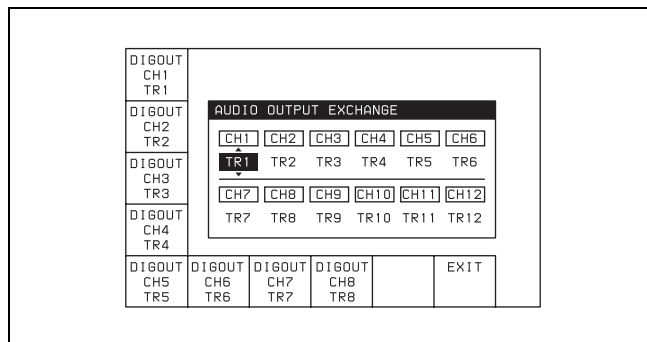 DIGOUT
CH1
TR1
DIGOUT
CH2
TR2
DIGOUT
CH3
TR3
DIGOUT
CH4
TR4
AUDIO OUTPUT EXCHANGE
CH1 CH2 CH3 CH4 CH5 CH6
TR1 TR2 TR3 TR4 TR5 TR6
CH7 CH8 CH9 CH10 CH11 CH12
TR7 TR8 TR9 TR10 TR11 TR12
DIGOUT DIGOUT DIGOUT DIGOUT EXIT
CH5 CH6 CH7 CH8
TR5 TR6 TR7 TR8